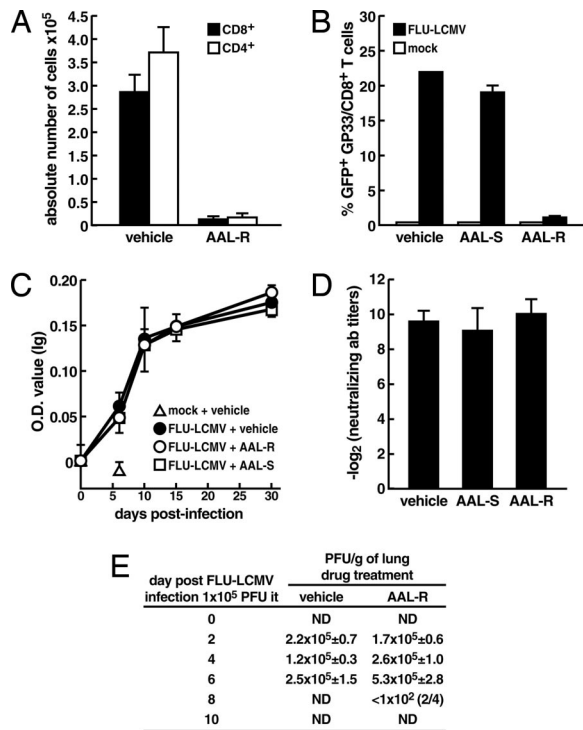 A
absolute number of cells x10⁵
4.5
4.0
3.5
3.0
2.5
2.0
1.5
1.0
0.5
0
CD8⁺
CD4⁺
vehicle AAL-R
B
% GFP⁺ GP33/CD8⁺ T cells
30
25
20
15
10
5
0
FLU-LCMV
mock
vehicle AAL-S AAL-R
C
O.D. value (Ig)
0.20
0.15
0.10
0.05
0
mock + vehicle
FLU-LCMV + vehicle
FLU-LCMV + AAL-R
FLU-LCMV + AAL-S
0 5 10 15 20 25 30
days post-infection
D
-log₂ (neutralizing ab titers)
12
10
8
6
4
2
0
vehicle AAL-S AAL-R
E
PFU/g of lung
day post FLU-LCMV drug treatment
infection 1x10⁵ PFU it vehicle AAL-R
0 ND ND
2 2.2x10⁵±0.7 1.7x10⁵±0.6
4 1.2x10⁵±0.3 2.6x10⁵±1.0
6 2.5x10⁵±1.5 5.3x10⁵±2.8
8 ND <1x10² (2/4)
10 ND ND